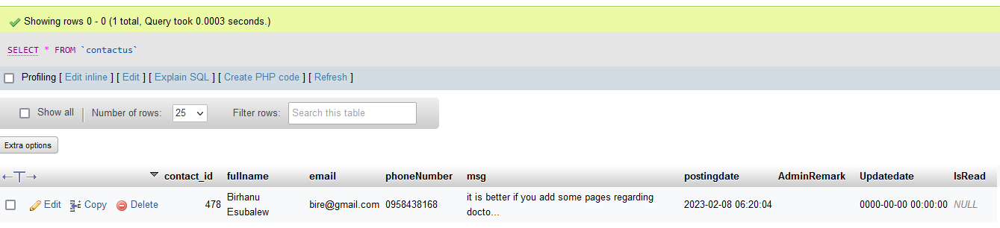 Showing rows 0 - 0 (1 total, Query took 0.0003 seconds.)
SELECT * FROM `contactus`
Profiling [ Edit inline ] [ Edit ] [ Explain SQL ] [ Create PHP code ] [ Refresh ]
Show all Number of rows: 25 Filter rows: Search this table
Extra options
←T→ contact_id fullname email phoneNumber msg postingdate AdminRemark Updatedate IsRead
Edit Copy Delete 478 Birhanu Esubalew bire@gmail.com 0958438168 it is better if you add some pages regarding docto... 2023-02-08 06:20:04 0000-00-00 00:00:00 NULL